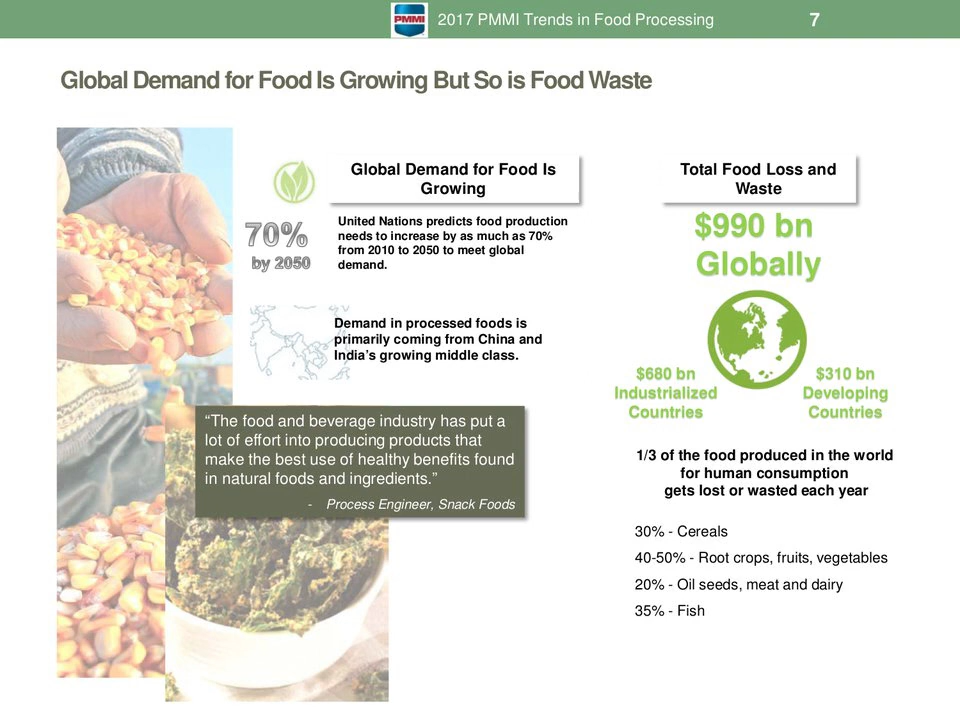 PMMI
2017 PMMI Trends in Food Processing
7
Global Demand for Food Is Growing But So is Food Waste
Global Demand for Food Is
Growing
70%
by 2050
United Nations predicts food production
needs to increase by as much as 70%
from 2010 to 2050 to meet global
demand.
Demand in processed foods is
primarily coming from China and
India’s growing middle class.
“The food and beverage industry has put a
lot of effort into producing products that
make the best use of healthy benefits found
in natural foods and ingredients.”
- Process Engineer, Snack Foods
Total Food Loss and
Waste
$990 bn
Globally
$680 bn
Industrialized
Countries
$310 bn
Developing
Countries
1/3 of the food produced in the world
for human consumption
gets lost or wasted each year
30% - Cereals
40-50% - Root crops, fruits, vegetables
20% - Oil seeds, meat and dairy
35% - Fish